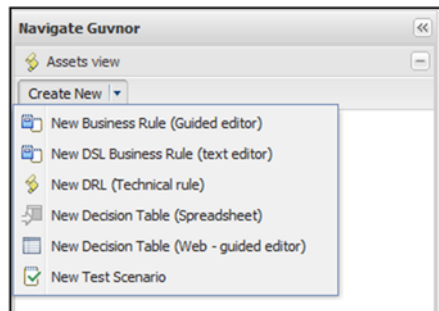 Navigate Guvnor
Assets view
Create New
New Business Rule (Guided editor)
New DSL Business Rule (text editor)
New DRL (Technical rule)
New Decision Table (Spreadsheet)
New Decision Table (Web - guided editor)
New Test Scenario